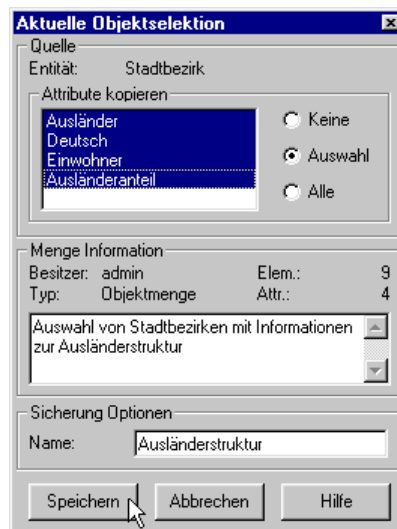 Aktuelle Objektselektion
Quelle
Entität: Stadtbezirk
Attribute kopieren
Ausländer
Deutsch
Einwohner
Ausländeranteil
Keine
Auswahl
Alle
Menge Information
Besitzer: admin Elem.: 9
Typ: Objektmenge Attr.: 4
Auswahl von Stadtbezirken mit Informationen
zur Ausländerstruktur
Sicherung Optionen
Name: Ausländerstruktur
Speichern Abbrechen Hilfe